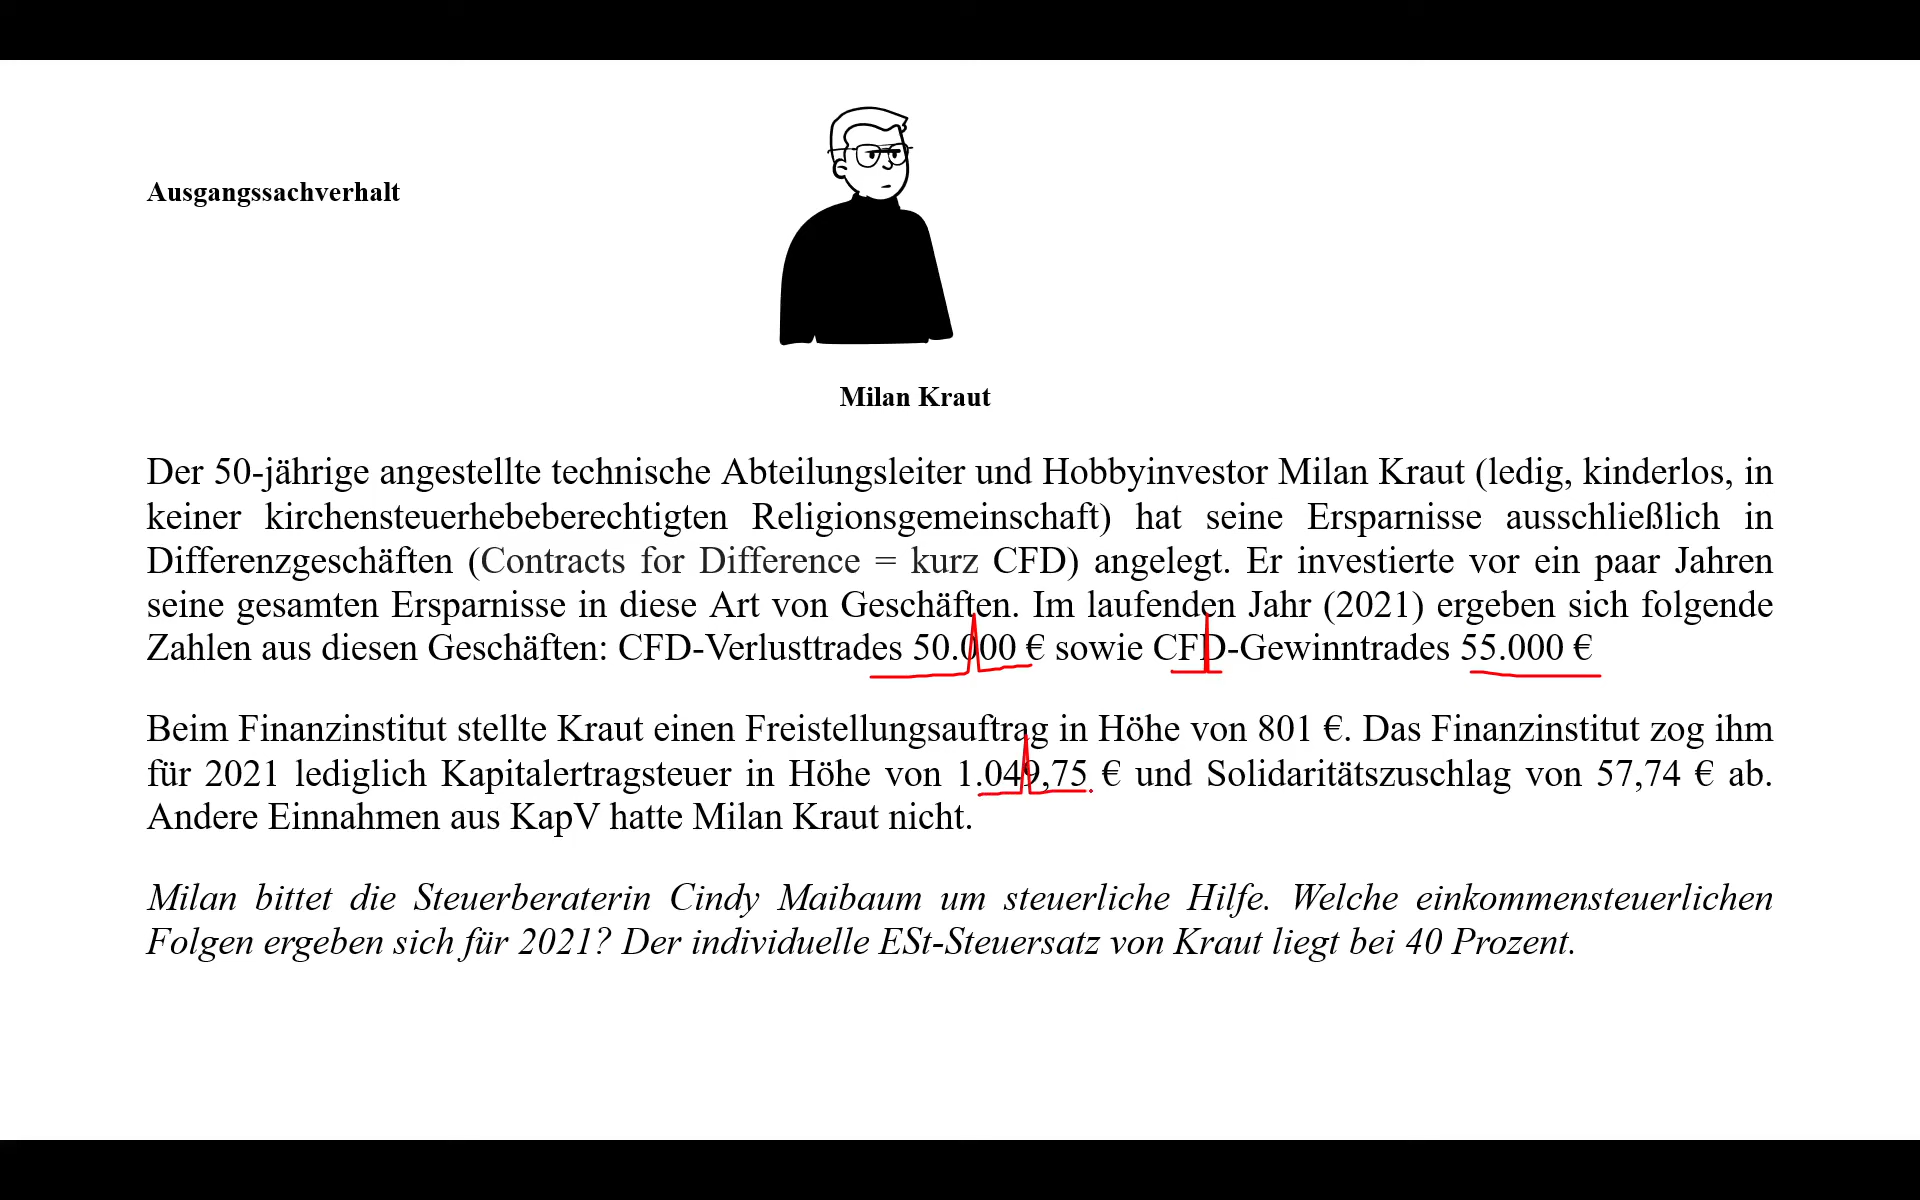 Ausgangssachverhalt
Milan Kraut
Der 50-jährige angestellte technische Abteilungsleiter und Hobbyinvestor Milan Kraut (ledig, kinderlos, in
keiner kirchensteuerhebeberechtigten Religionsgemeinschaft) hat seine Ersparnisse ausschließlich in
Differenzgeschäften (Contracts for Difference = kurz CFD) angelegt. Er investierte vor ein paar Jahren
seine gesamten Ersparnisse in diese Art von Geschäften. Im laufenden Jahr (2021) ergeben sich folgende
Zahlen aus diesen Geschäften: CFD-Verlusttrades 50.000 € sowie CFD-Gewinntrades 55.000 €
Beim Finanzinstitut stellte Kraut einen Freistellungsauftrag in Höhe von 801 €. Das Finanzinstitut zog ihm
für 2021 lediglich Kapitalertragsteuer in Höhe von 1.049,75 € und Solidaritätszuschlag von 57,74 € ab.
Andere Einnahmen aus KapV hatte Milan Kraut nicht.
Milan bittet die Steuerberaterin Cindy Maibaum um steuerliche Hilfe. Welche einkommensteuerlichen
Folgen ergeben sich für 2021? Der individuelle ESt-Steuersatz von Kraut liegt bei 40 Prozent.